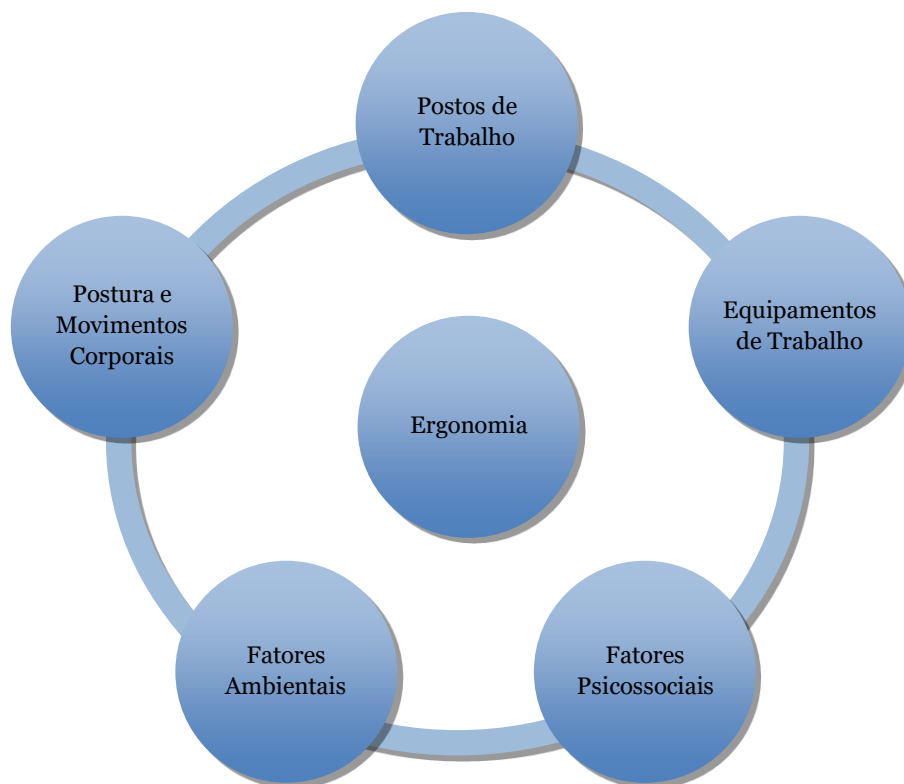 Postos de
Trabalho
Postura e
Movimentos
Corporais
Equipamentos
de Trabalho
Ergonomia
Fatores
Ambientais
Fatores
Psicossociais